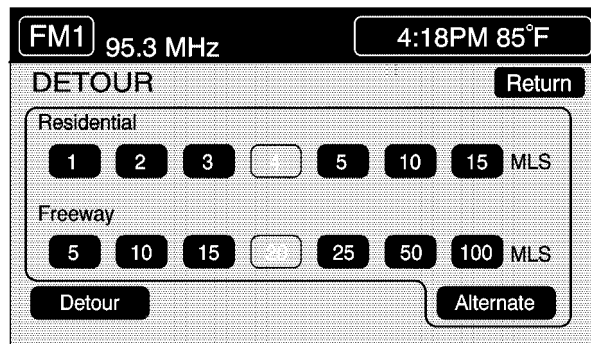 FM1 95.3 MHz 4:18PM 85°F
DETOUR Return
Residential
1 2 3 4 5 10 15 MLS
Freeway
5 10 15 20 25 50 100 MLS
Detour Alternate